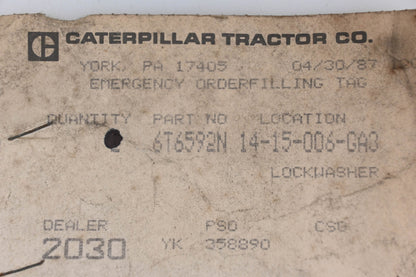 CATERPILLAR TRACTOR CO.
YORK, PA 17405 04/30/87
EMERGENCY ORDERFILLING TAG
QUANTITY PART NO LOCATION
6T6592N 14-15-006-GA3
LOCKWASHER
DEALER PSO CSO
2030 YK 358890